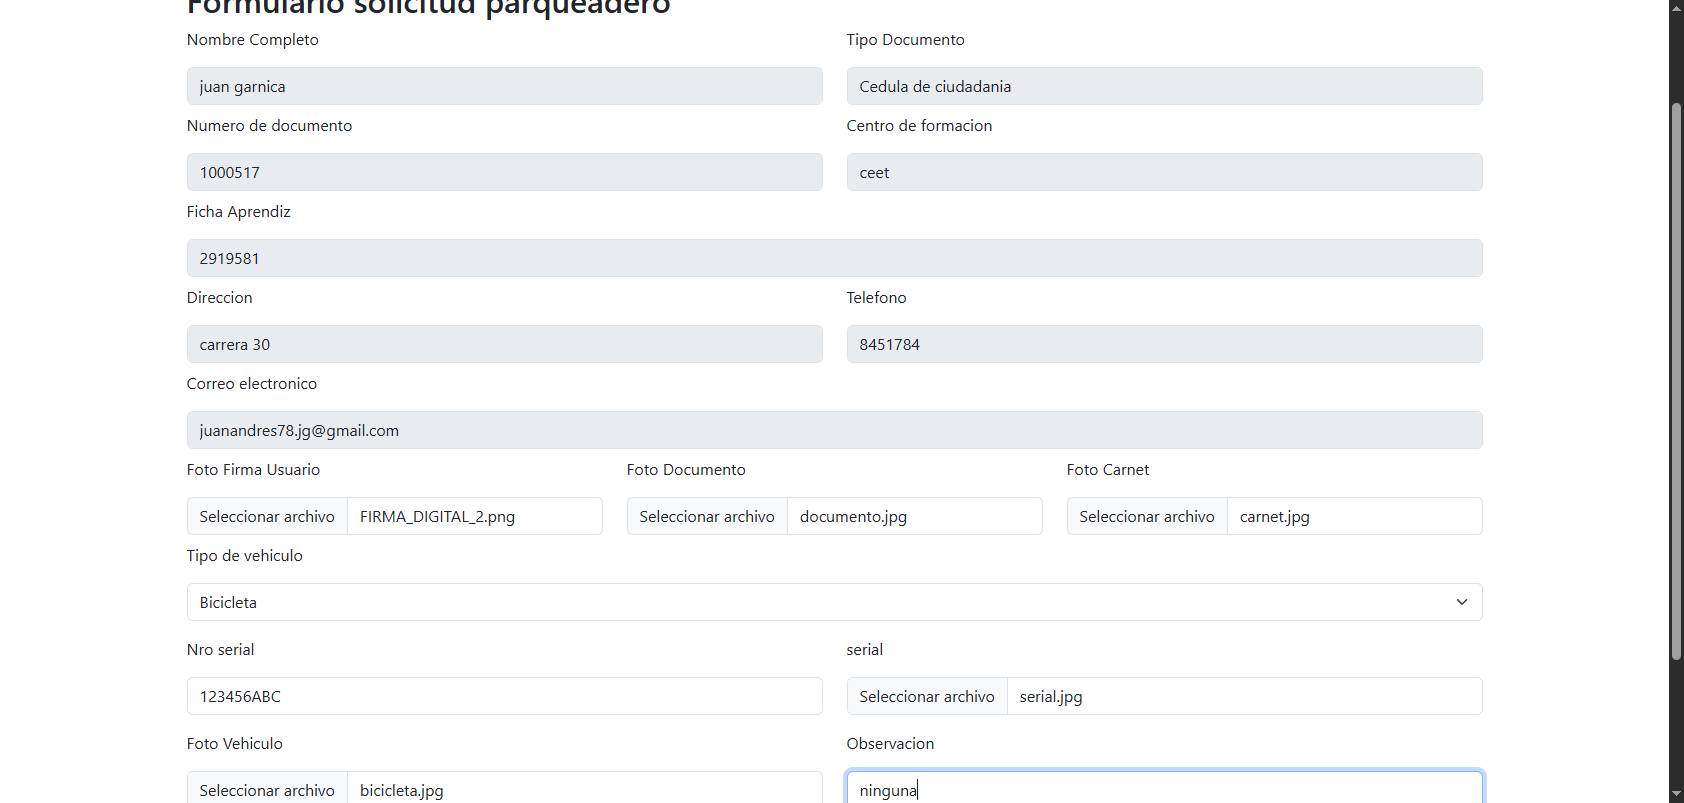 Formulario solicitud parqueadero
Nombre Completo
Tipo Documento
juan garnica
Cedula de ciudadania
Numero de documento
Centro de formacion
1000517
ceet
Ficha Aprendiz
2919581
Direccion
Telefono
carrera 30
8451784
Correo electronico
juanandres78.jg@gmail.com
Foto Firma Usuario
Foto Documento
Foto Carnet
Seleccionar archivo FIRMA_DIGITAL_2.png
Seleccionar archivo documento.jpg
Seleccionar archivo carnet.jpg
Tipo de vehiculo
Bicicleta
Nro serial
serial
123456ABC
Seleccionar archivo serial.jpg
Foto Vehiculo
Observacion
Seleccionar archivo bicicleta.jpg
ninguna